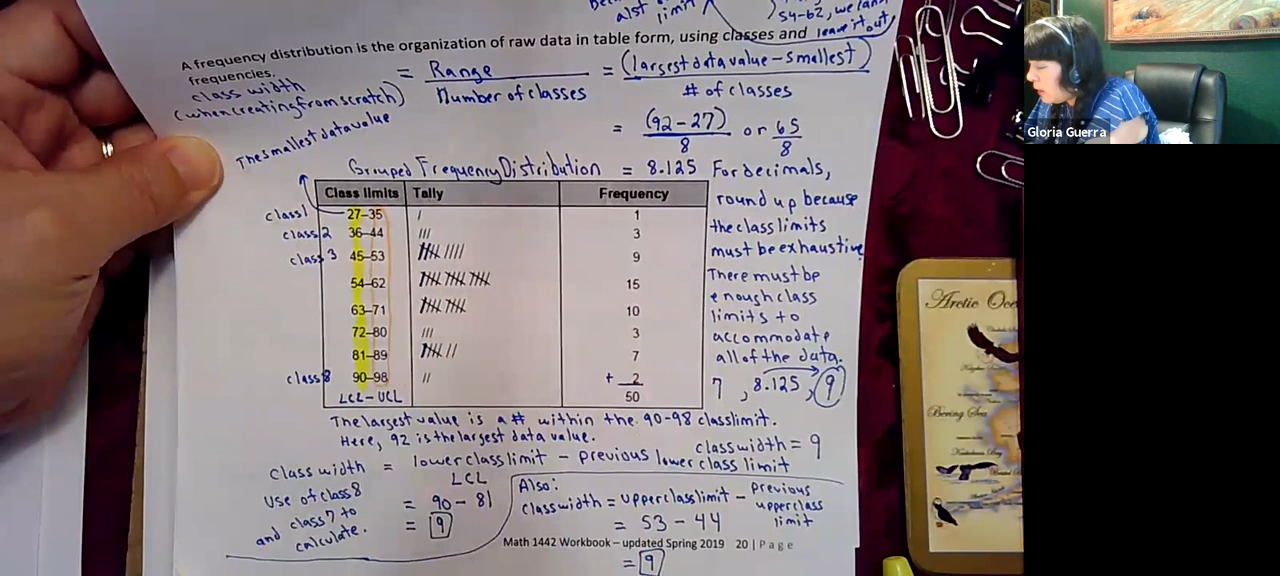 alst
limit
54-62, we land
leave it out
A frequency distribution is the organization of raw data in table form, using classes and
frequencies.
class width
(when creating from scratch)
= Range
Number of classes
= (largest data value - smallest)
# of classes
= (92 - 27)
8
or 65
8
The smallest data value
Grouped Frequency Distribution = 8.125 For decimals,
round up because
the class limits
must be exhaustive
There must be
enough class
limits to
accommodate
all of the data.
7, 8.125, 9
Class limits Tally Frequency
class 1 27–35 / 1
class 2 36–44 /// 3
class 3 45–53 9
54–62 15
63–71 10
72–80 /// 3
81–89 7
class 8 90–98 // + 2
LCL - UCL 50
The largest value is a # within the 90-98 class limit.
Here, 92 is the largest data value.
class width = 9
class width = lower class limit - previous lower class limit
LCL
Use of class 8
and class 7 to
calculate.
= 90 - 81
= 9
Also:
class width = upper class limit - previous
upper class
limit
= 53 - 44
= 9
Math 1442 Workbook – updated Spring 2019 20 | Page
Gloria Guerra
Arctic Oce
Bering Sea